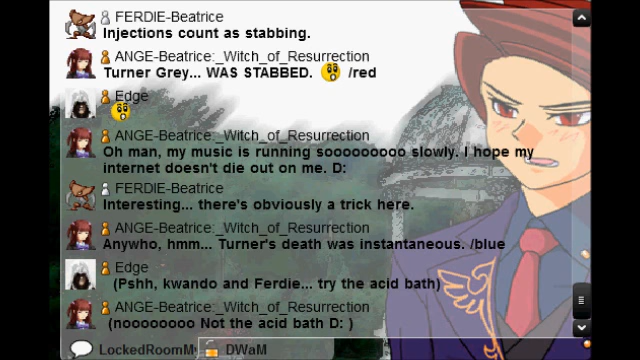 FERDIE-Beatrice
Injections count as stabbing.
ANGE-Beatrice:_Witch_of_Resurrection
Turner Grey... WAS STABBED. /red
Edge
ANGE-Beatrice:_Witch_of_Resurrection
Oh man, my music is running sooooooooo slowly. I hope my
internet doesn't die out on me. D:
FERDIE-Beatrice
Interesting... there's obviously a trick here.
ANGE-Beatrice:_Witch_of_Resurrection
Anywho, hmm... Turner's death was instantaneous. /blue
Edge
(Pshh, kwando and Ferdie... try the acid bath)
ANGE-Beatrice:_Witch_of_Resurrection
(noooooooo Not the acid bath D: )
LockedRoomMy DWaM